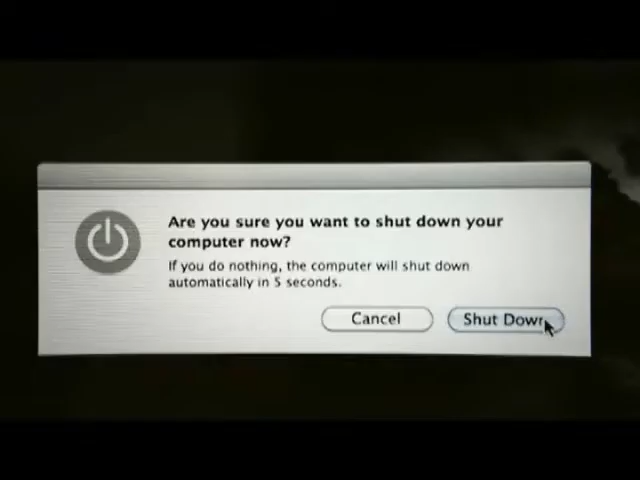 Are you sure you want to shut down your
computer now?
If you do nothing, the computer will shut down
automatically in 5 seconds.
Cancel
Shut Down